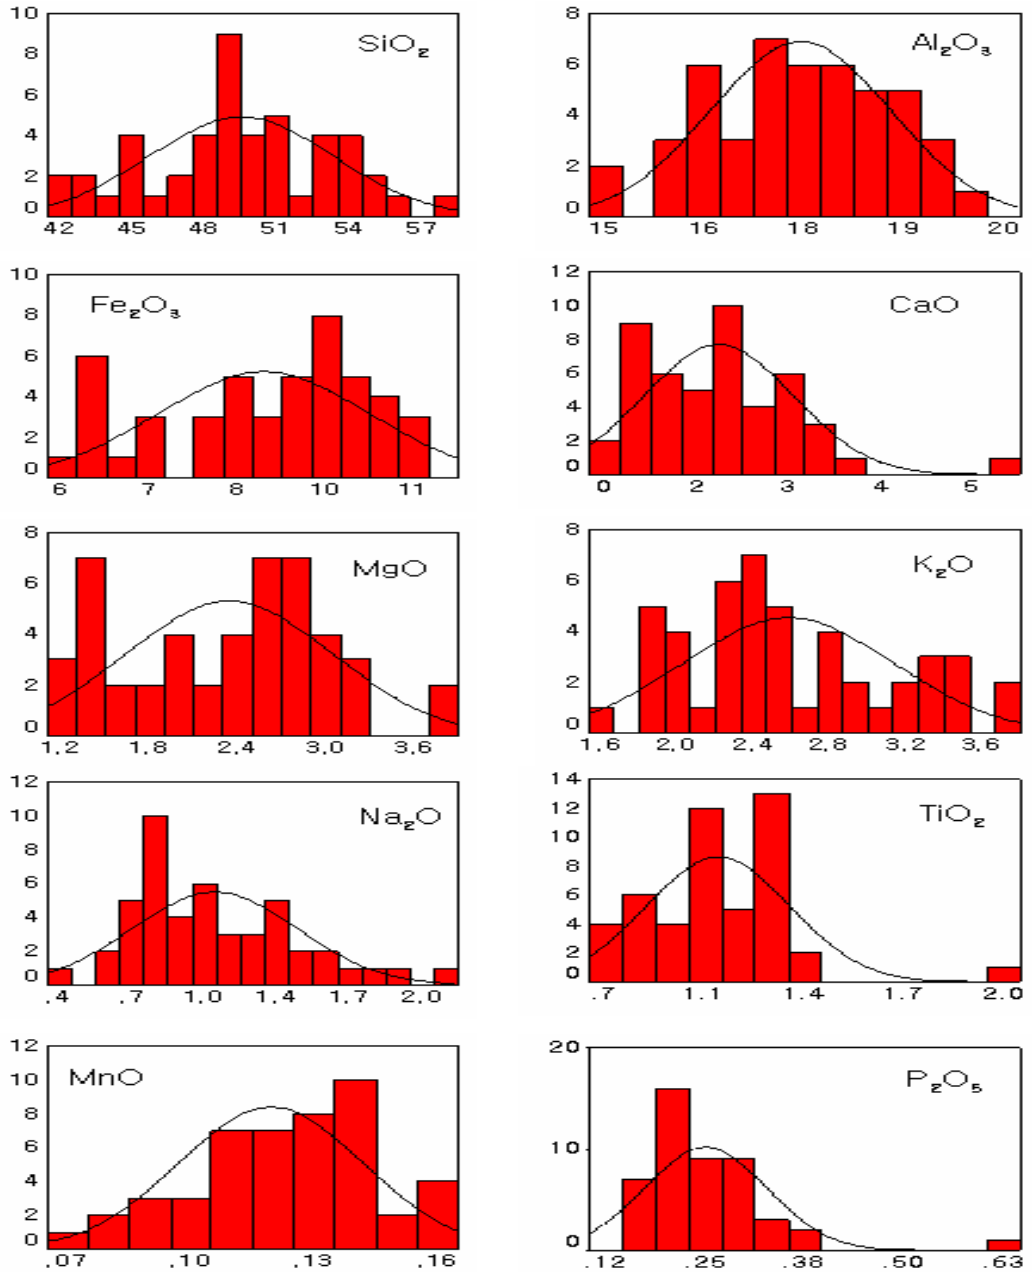 10
8
6
4
2
0
SiO₂
42 45 48 51 54 57
8
6
4
2
0
Al₂O₃
15 16 18 19 20
10
8
6
4
2
0
Fe₂O₃
6 7 8 10 11
12
10
8
6
4
2
0
CaO
0 2 3 4 5
8
6
4
2
0
MgO
1,2 1,8 2,4 3,0 3,6
8
6
4
2
0
K₂O
1,6 2,0 2,4 2,8 3,2 3,6
12
10
8
6
4
2
0
Na₂O
,4 ,7 1,0 1,4 1,7 2,0
14
12
10
8
6
4
2
0
TiO₂
,7 1,1 1,4 1,7 2,0
12
10
8
6
4
2
0
MnO
,07 ,10 ,13 ,16
20
10
0
P₂O₅
,12 ,25 ,38 ,50 ,63